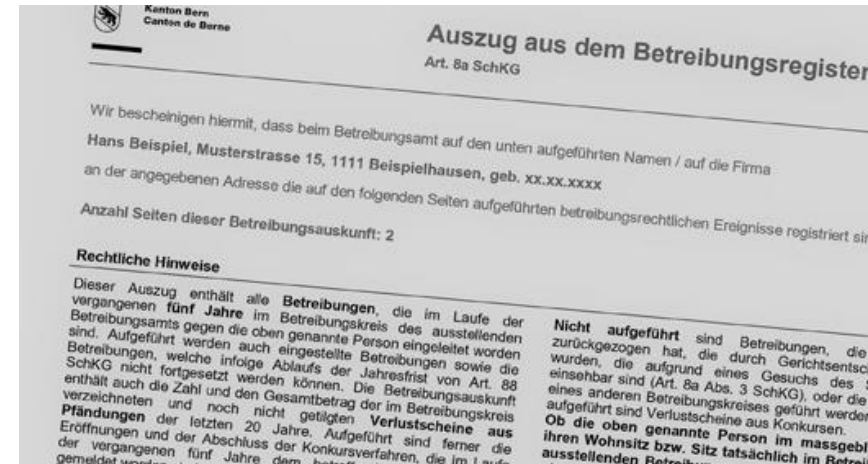 Kanton Bern
Canton de Berne
Auszug aus dem Betreibungsregister
Art. 8a SchKG
Wir bescheinigen hiermit, dass beim Betreibungsamt auf den unten aufgeführten Namen / auf die Firma
Hans Beispiel, Musterstrasse 15, 1111 Beispielhausen, geb. xx.xx.xxxx
an der angegebenen Adresse die auf den folgenden Seiten aufgeführten betreibungsrechtlichen Ereignisse registriert
Anzahl Seiten dieser Betreibungsauskunft: 2
Rechtliche Hinweise
Dieser Auszug enthält alle Betreibungen, die im Laufe der
vergangenen fünf Jahre im Betreibungskreis des ausstellenden
Betreibungsamts gegen die oben genannte Person eingeleitet worden
sind. Aufgeführt werden auch eingestellte Betreibungen sowie die
Betreibungen, welche infolge Ablaufs der Jahresfrist von Art. 88
SchKG nicht fortgesetzt werden können. Die Betreibungsauskunft
enthält auch die Zahl und den Gesamtbetrag der im Betreibungskreis
verzeichneten und noch nicht getilgten Verlustscheine aus
Pfändungen der letzten 20 Jahre. Aufgeführt sind ferner die
Eröffnungen und der Abschluss der Konkursverfahren, die im Laufe
der vergangenen fünf Jahre dem
gemeldet worden
Nicht aufgeführt sind Betreibungen, die
zurückgezogen hat, die durch
wurden, die aufgrund eines Gesuchs des
einsehbar sind (Art. 8a Abs. 3 SchKG), oder die
eines anderen Betreibungskreises geführt werden
aufgeführt sind Verlustscheine aus Konkursen.
Ob die oben genannte Person im
ihren Wohnsitz bzw. Sitz tatsächlich im
ausstellenden